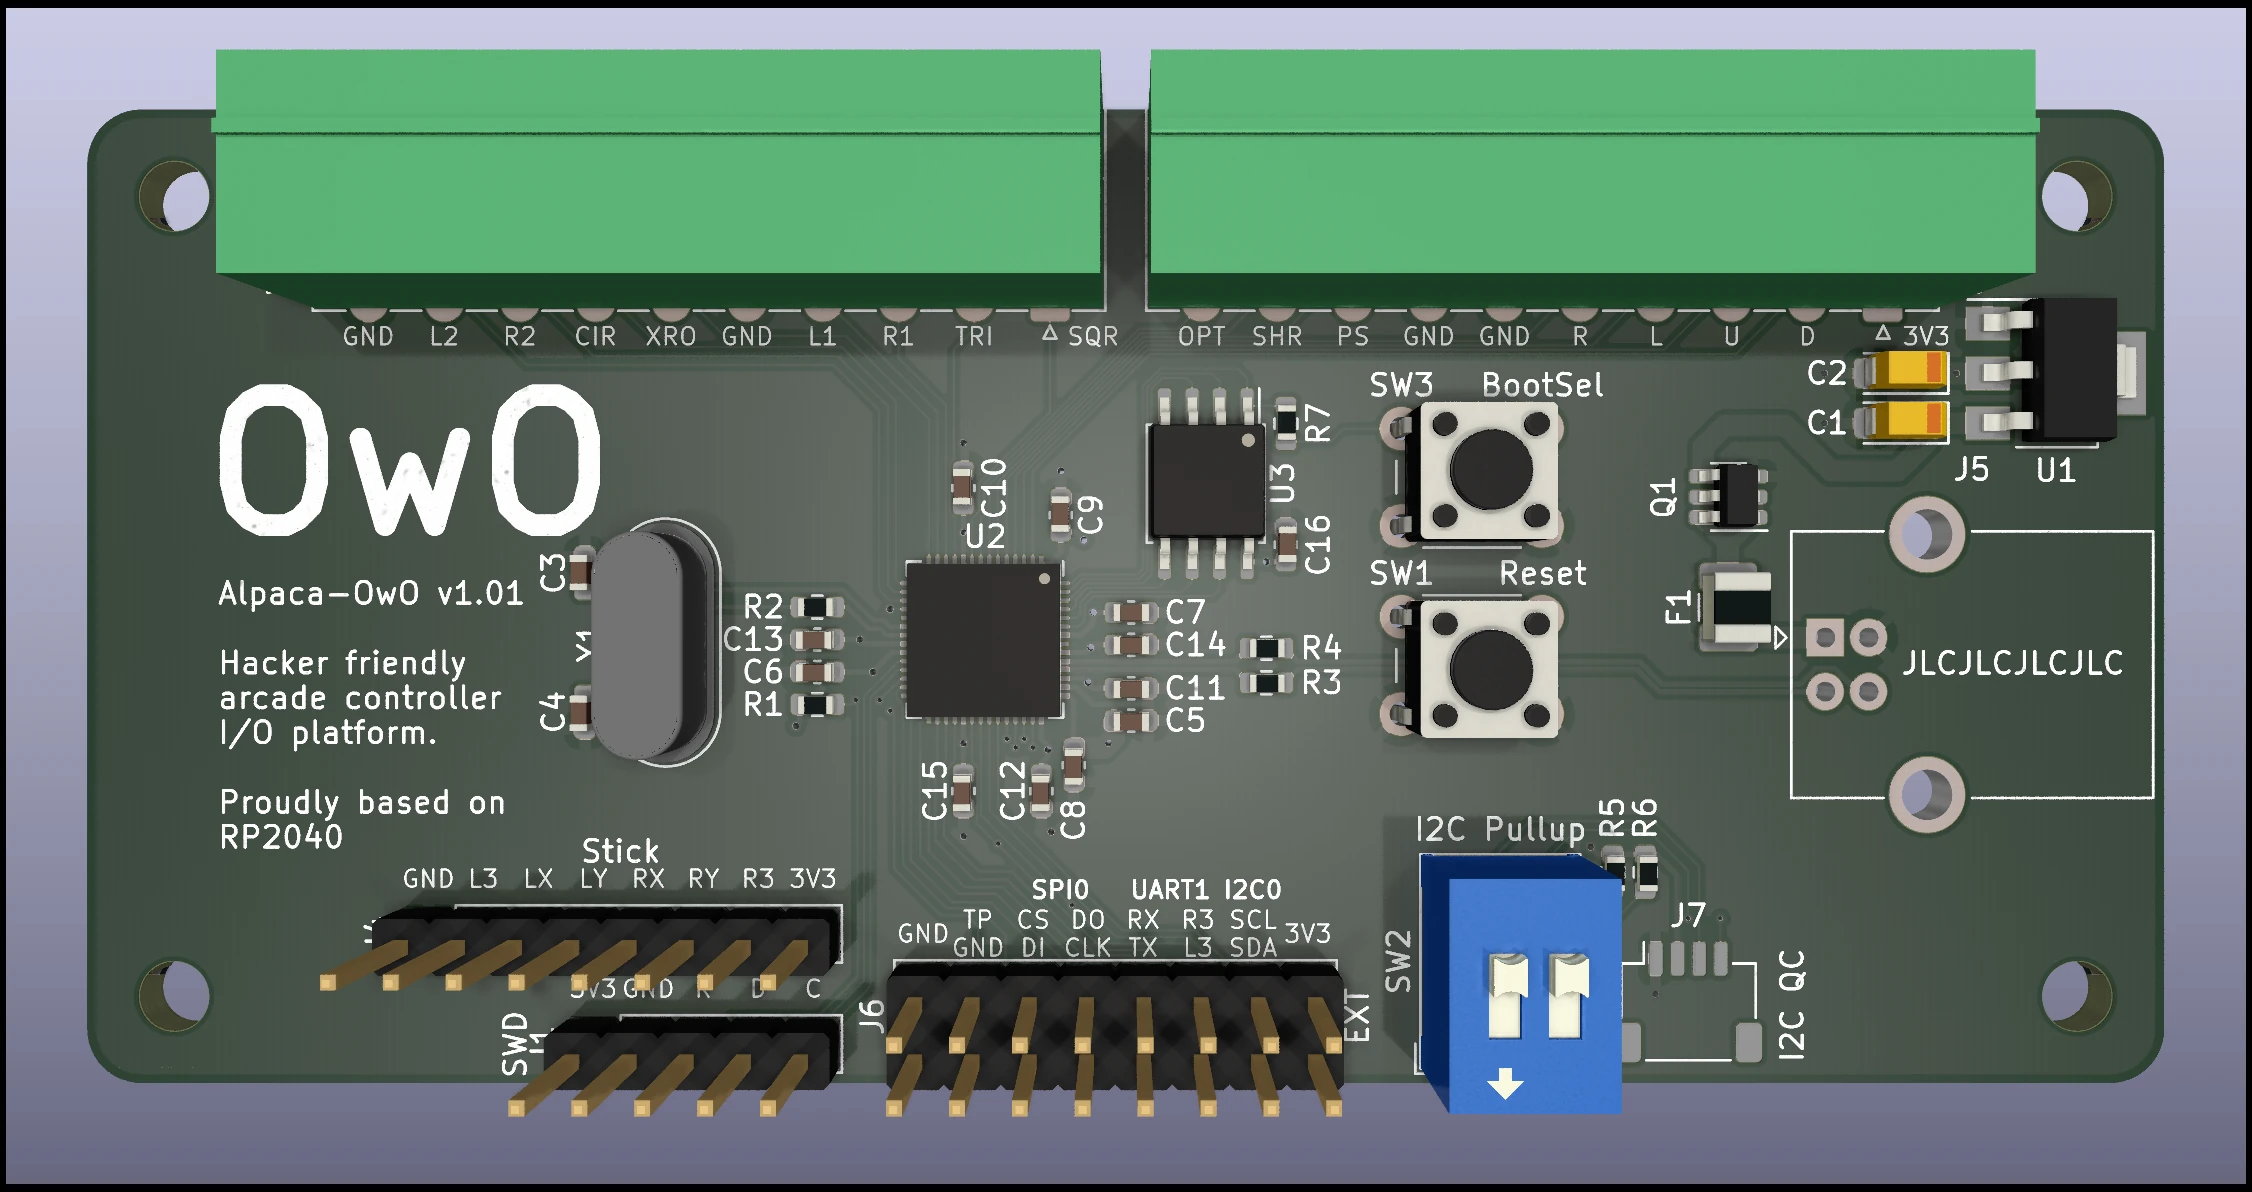 GND L2 R2 CIR XRO GND L1 R1 TRI SQR
OPT SHR PS GND GND R L U D 3V3
OwO
Alpaca-OwO v1.01
Hacker friendly
arcade controller
I/O platform.
Proudly based on
RP2040
C3
C4
Y1
R2
C13
C6
R1
C10
C9
U2
C7
C14
C11
C5
C15
C12
C8
R7
U3
C16
R4
R3
SW3 BootSel
SW1 Reset
C2
C1
J5
U1
Q1
F1
JLCJLCJLCJLC
Stick
GND L3 LX LY RX RY R3 3V3
3V3 GND R D C
SWD
J1
SPI0 UART1 I2C0
GND TP CS DO RX R3 SCL 3V3
GND DI CLK TX L3 SDA
J6
EXT
I2C Pullup
R5
R6
SW2
J7
I2C QC